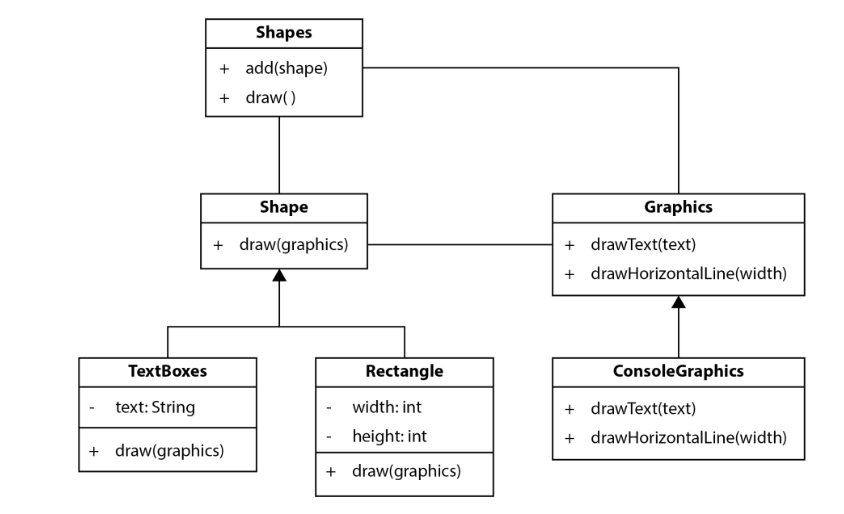 Shapes
+ add(shape)
+ draw( )
Shape
+ draw(graphics)
Graphics
+ drawText(text)
+ drawHorizontalLine(width)
TextBoxes
- text: String
+ draw(graphics)
Rectangle
- width: int
- height: int
+ draw(graphics)
ConsoleGraphics
+ drawText(text)
+ drawHorizontalLine(width)